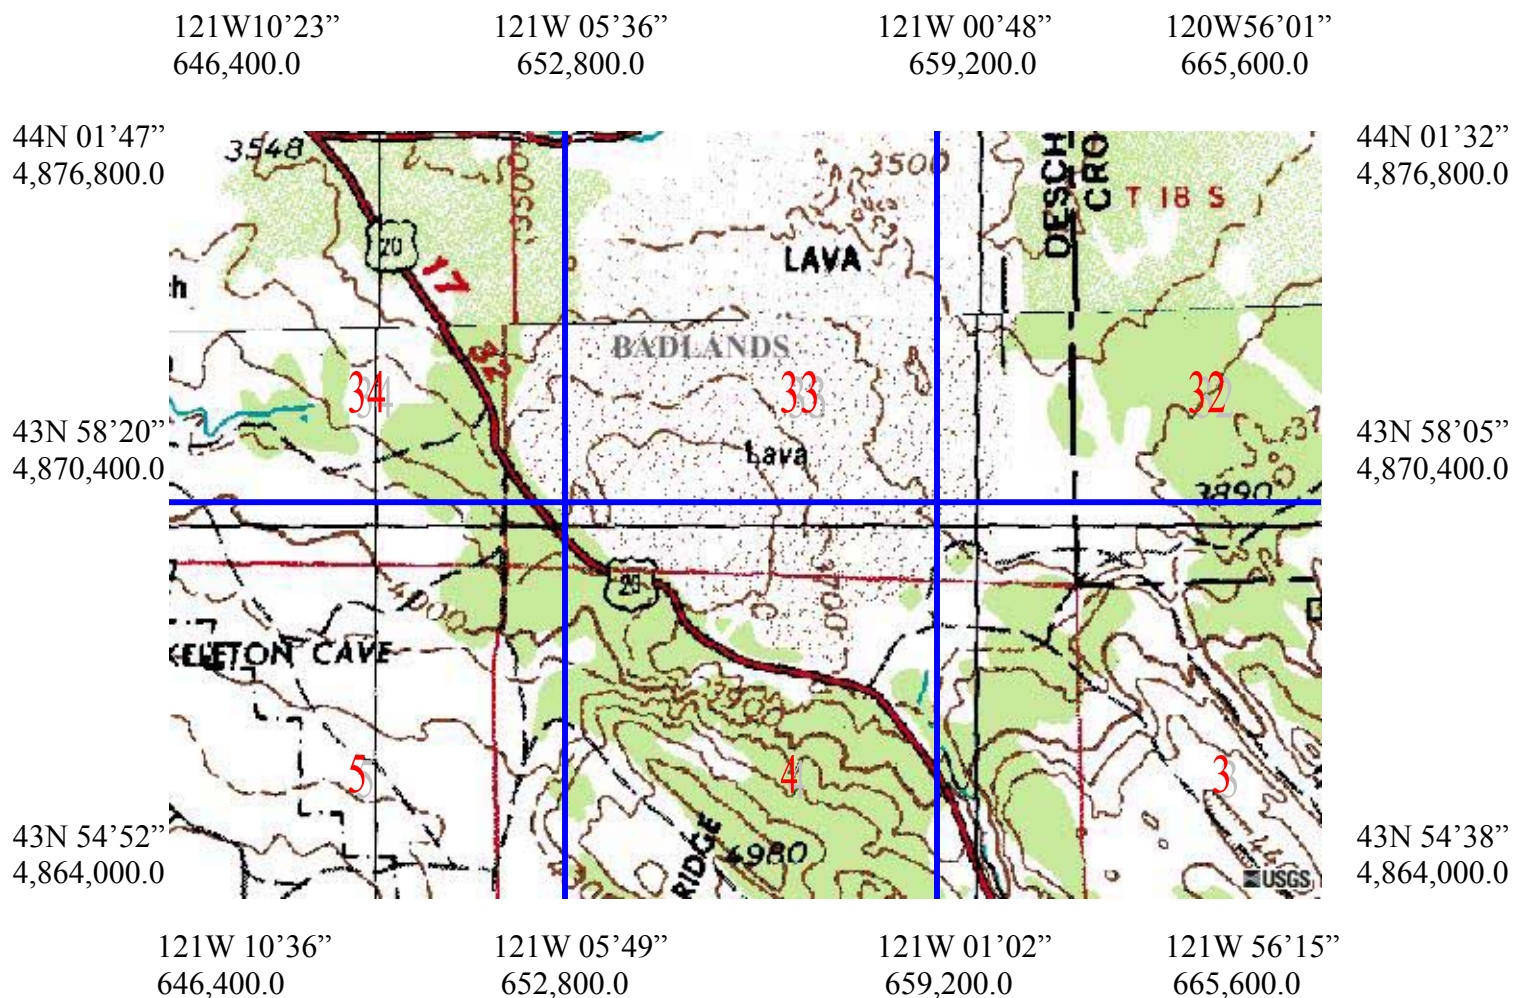 121W10’23” 121W 05’36” 121W 00’48” 120W56’01”
646,400.0 652,800.0 659,200.0 665,600.0
44N 01’47” 44N 01’32”
4,876,800.0 4,876,800.0
3548
3500
3500
DESCH
CRO
T 18 S
20
17
LAVA
h
BADLANDS
32
34 33 32
43N 58’20” 43N 58’05”
4,870,400.0 4,870,400.0
Lava
3890
20
4000
3700
KELETON CAVE
3900
5 4 3
43N 54’52” 43N 54’38”
4,864,000.0 4,864,000.0
RIDGE
4980
USGS
121W 10’36” 121W 05’49” 121W 01’02” 121W 56’15”
646,400.0 652,800.0 659,200.0 665,600.0